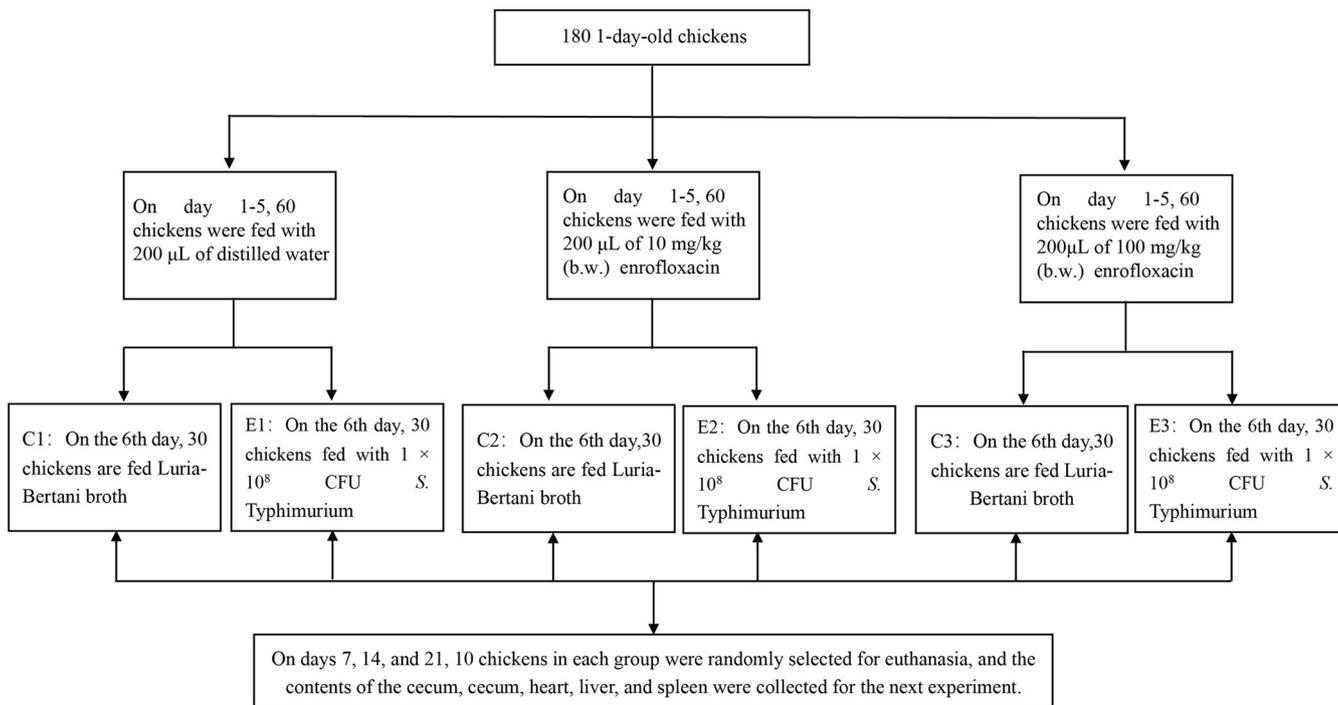 180 1-day-old chickens
On day 1-5, 60
chickens were fed with
200 μL of distilled water
On day 1-5, 60
chickens were fed with
200 μL of 10 mg/kg
(b.w.) enrofloxacin
On day 1-5, 60
chickens were fed with
200μL of 100 mg/kg
(b.w.) enrofloxacin
C1: On the 6th day, 30
chickens are fed Luria-
Bertani broth
E1: On the 6th day, 30
chickens fed with 1 ×
10⁸ CFU S.
Typhimurium
C2: On the 6th day,30
chickens are fed Luria-
Bertani broth
E2: On the 6th day, 30
chickens fed with 1 ×
10⁸ CFU S.
Typhimurium
C3: On the 6th day,30
chickens are fed Luria-
Bertani broth
E3: On the 6th day, 30
chickens fed with 1 ×
10⁸ CFU S.
Typhimurium
On days 7, 14, and 21, 10 chickens in each group were randomly selected for euthanasia, and the
contents of the cecum, cecum, heart, liver, and spleen were collected for the next experiment.